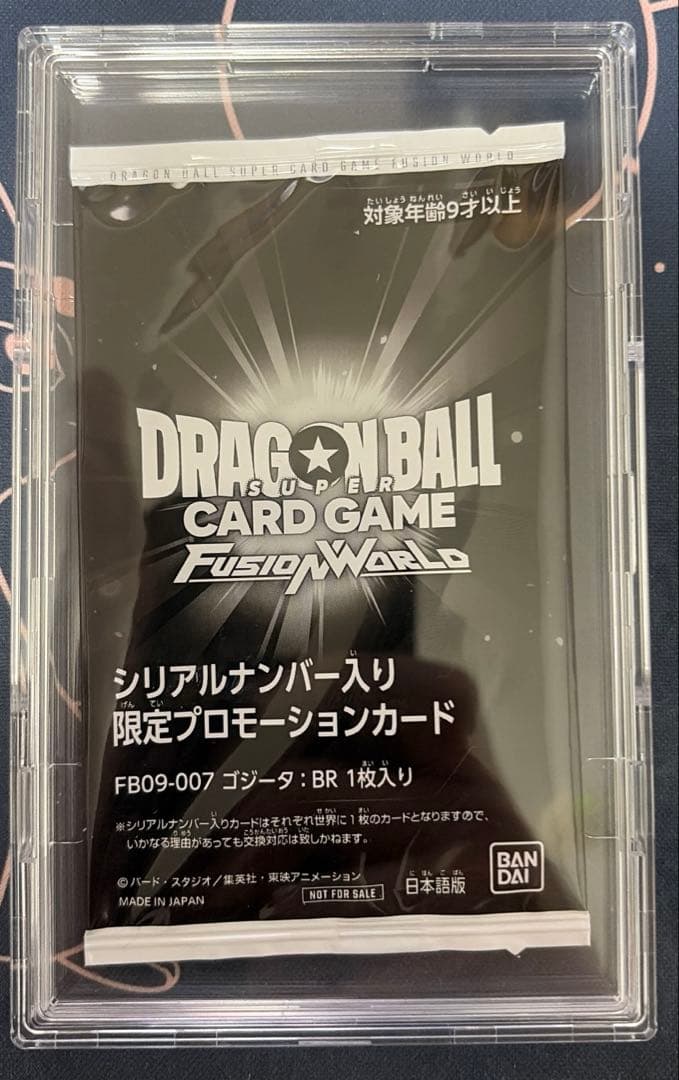 DRAGON BALL SUPER CARD GAME FUSION WORLD
たいしょうねんれい さい いじょう
対象年齢9才以上
DRAGON BALL
SUPER
CARD GAME
FUSION WORLD
い
シリアルナンバー入り
げん てい
限定プロモーションカード
まい い
FB09-007 ゴジータ：BR 1枚入り
い せかい まい
※シリアルナンバー入りカードはそれぞれ世界に1枚のカードとなりますので、
りゆう こうかんたいおう いた
いかなる理由があっても交換対応は致しかねます。
©バード・スタジオ／集英社・東映アニメーション
MADE IN JAPAN
NOT FOR SALE
に ほん ご ばん
日本語版
BAN
DAI